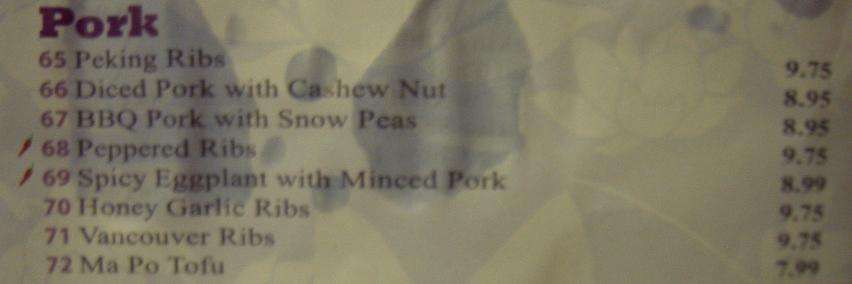 Pork
65 Peking Ribs 9.75
66 Diced Pork with Cashew Nut 8.95
67 BBQ Pork with Snow Peas 8.95
68 Peppered Ribs 9.75
69 Spicy Eggplant with Minced Pork 8.99
70 Honey Garlic Ribs 9.75
71 Vancouver Ribs 9.75
72 Ma Po Tofu 7.99